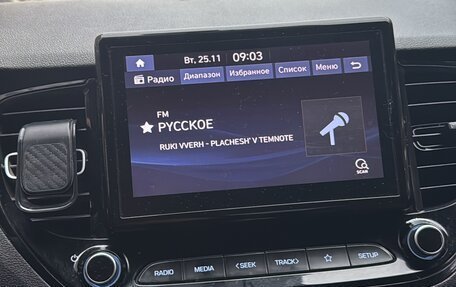 Вт, 25.11 09:03
Радио Диапазон Избранное Список Меню
FM
РУССКОЕ
RUKI VVERH - PLACHESH' V TEMNOTE
SCAN
RADIO MEDIA <SEEK TRACK> SETUP